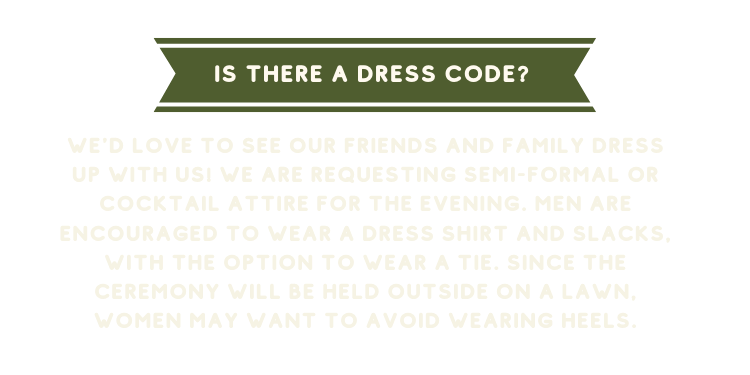 IS THERE A DRESS CODE?
WE'D LOVE TO SEE OUR FRIENDS AND FAMILY DRESS
UP WITH US! WE ARE REQUESTING SEMI-FORMAL OR
COCKTAIL ATTIRE FOR THE EVENING. MEN ARE
ENCOURAGED TO WEAR A DRESS SHIRT AND SLACKS,
WITH THE OPTION TO WEAR A TIE. SINCE THE
CEREMONY WILL BE HELD OUTSIDE ON A LAWN,
WOMEN MAY WANT TO AVOID WEARING HEELS.